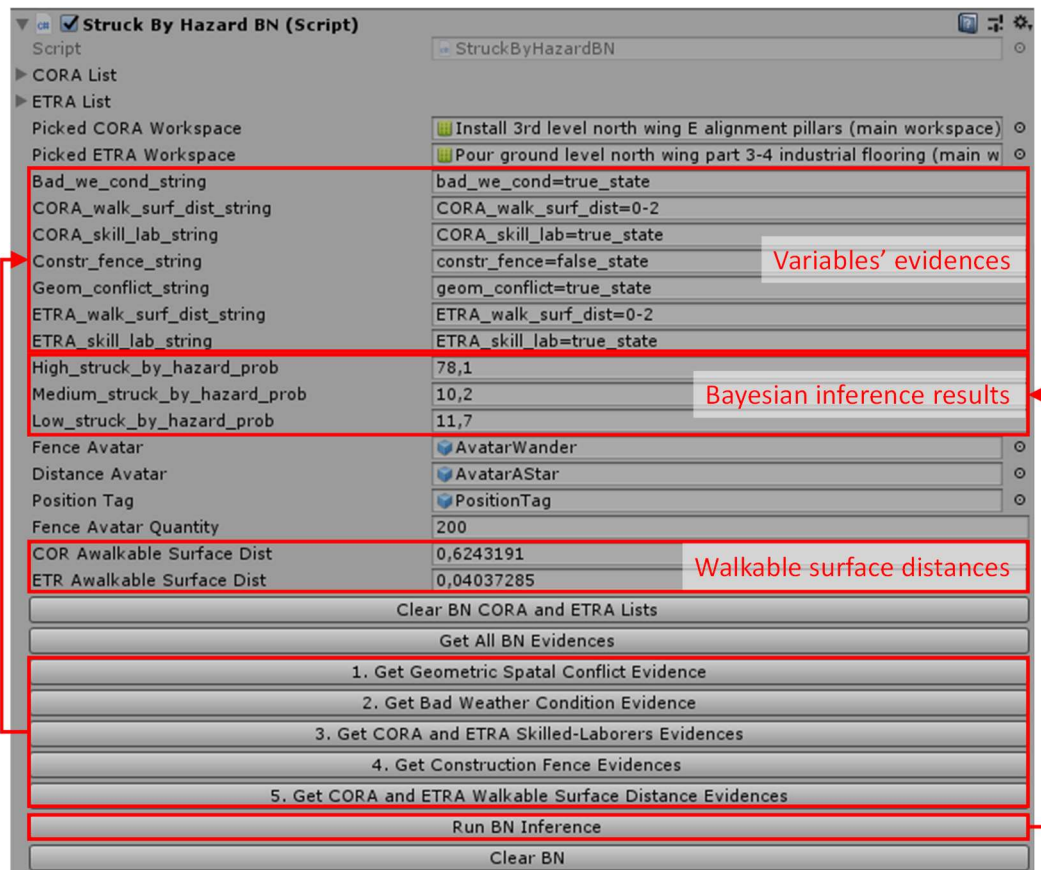 Struck By Hazard BN (Script)
Script StruckByHazardBN
CORA List
ETRA List
Picked CORA Workspace Install 3rd level north wing E alignment pillars (main workspace)
Picked ETRA Workspace Pour ground level north wing part 3-4 industrial flooring (main w
Bad_we_cond_string bad_we_cond=true_state
CORA_walk_surf_dist_string CORA_walk_surf_dist=0-2
CORA_skill_lab_string CORA_skill_lab=true_state
Constr_fence_string constr_fence=false_state Variables' evidences
Geom_conflict_string geom_conflict=true_state
ETRA_walk_surf_dist_string ETRA_walk_surf_dist=0-2
ETRA_skill_lab_string ETRA_skill_lab=true_state
High_struck_by_hazard_prob 78,1
Medium_struck_by_hazard_prob 10,2 Bayesian inference results
Low_struck_by_hazard_prob 11,7
Fence Avatar AvatarWander
Distance Avatar AvatarAStar
Position Tag PositionTag
Fence Avatar Quantity 200
COR Awalkable Surface Dist 0,6243191
Walkable surface distances
ETR Awalkable Surface Dist 0,04037285
Clear BN CORA and ETRA Lists
Get All BN Evidences
1. Get Geometric Spatal Conflict Evidence
2. Get Bad Weather Condition Evidence
3. Get CORA and ETRA Skilled-Laborers Evidences
4. Get Construction Fence Evidences
5. Get CORA and ETRA Walkable Surface Distance Evidences
Run BN Inference
Clear BN